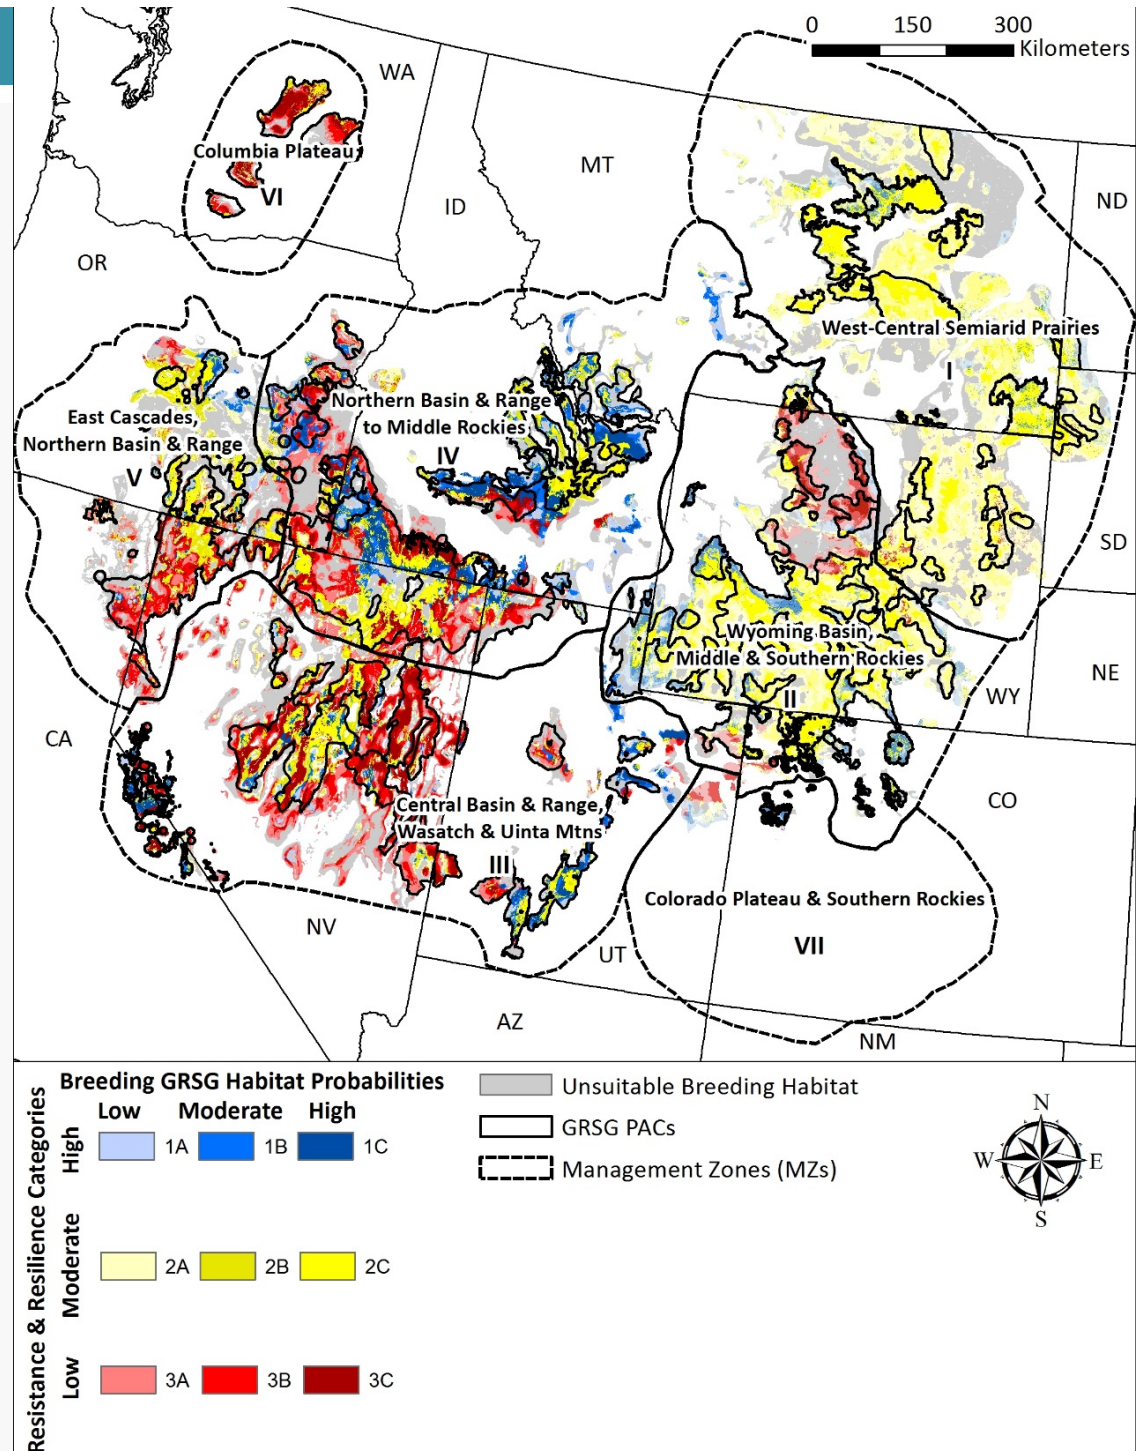 0 150 300
Kilometers
WA
MT
ND
ID
OR
Columbia Plateau
VI
West-Central Semiarid Prairies
I
East Cascades,
Northern Basin & Range
V
Northern Basin & Range
to Middle Rockies
IV
SD
Wyoming Basin,
Middle & Southern Rockies
II
WY
NE
CA
CO
Central Basin & Range,
Wasatch & Uinta Mtns
III
Colorado Plateau & Southern Rockies
VII
NV
UT
AZ
NM
Resistance & Resilience Categories
Breeding GRSG Habitat Probabilities
Low Moderate High
High
1A 1B 1C
Moderate
2A 2B 2C
Low
3A 3B 3C
Unsuitable Breeding Habitat
GRSG PACs
Management Zones (MZs)
N
W E
S